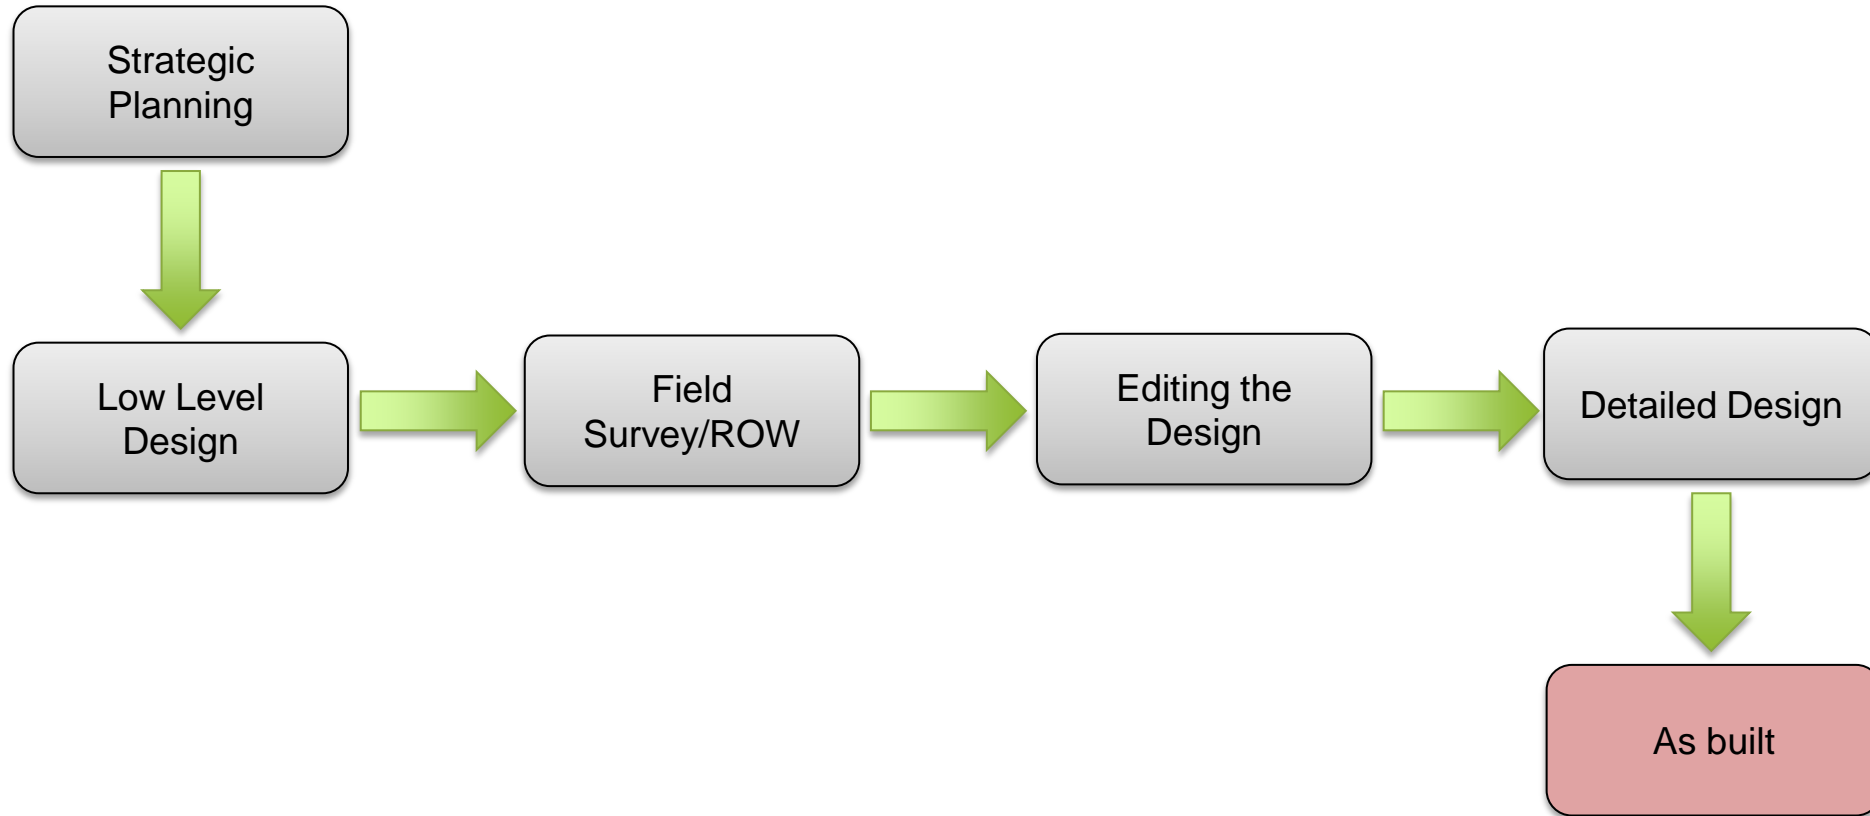 Strategic
Planning
Low Level
Design
Field
Survey/ROW
Editing the
Design
Detailed Design
As built